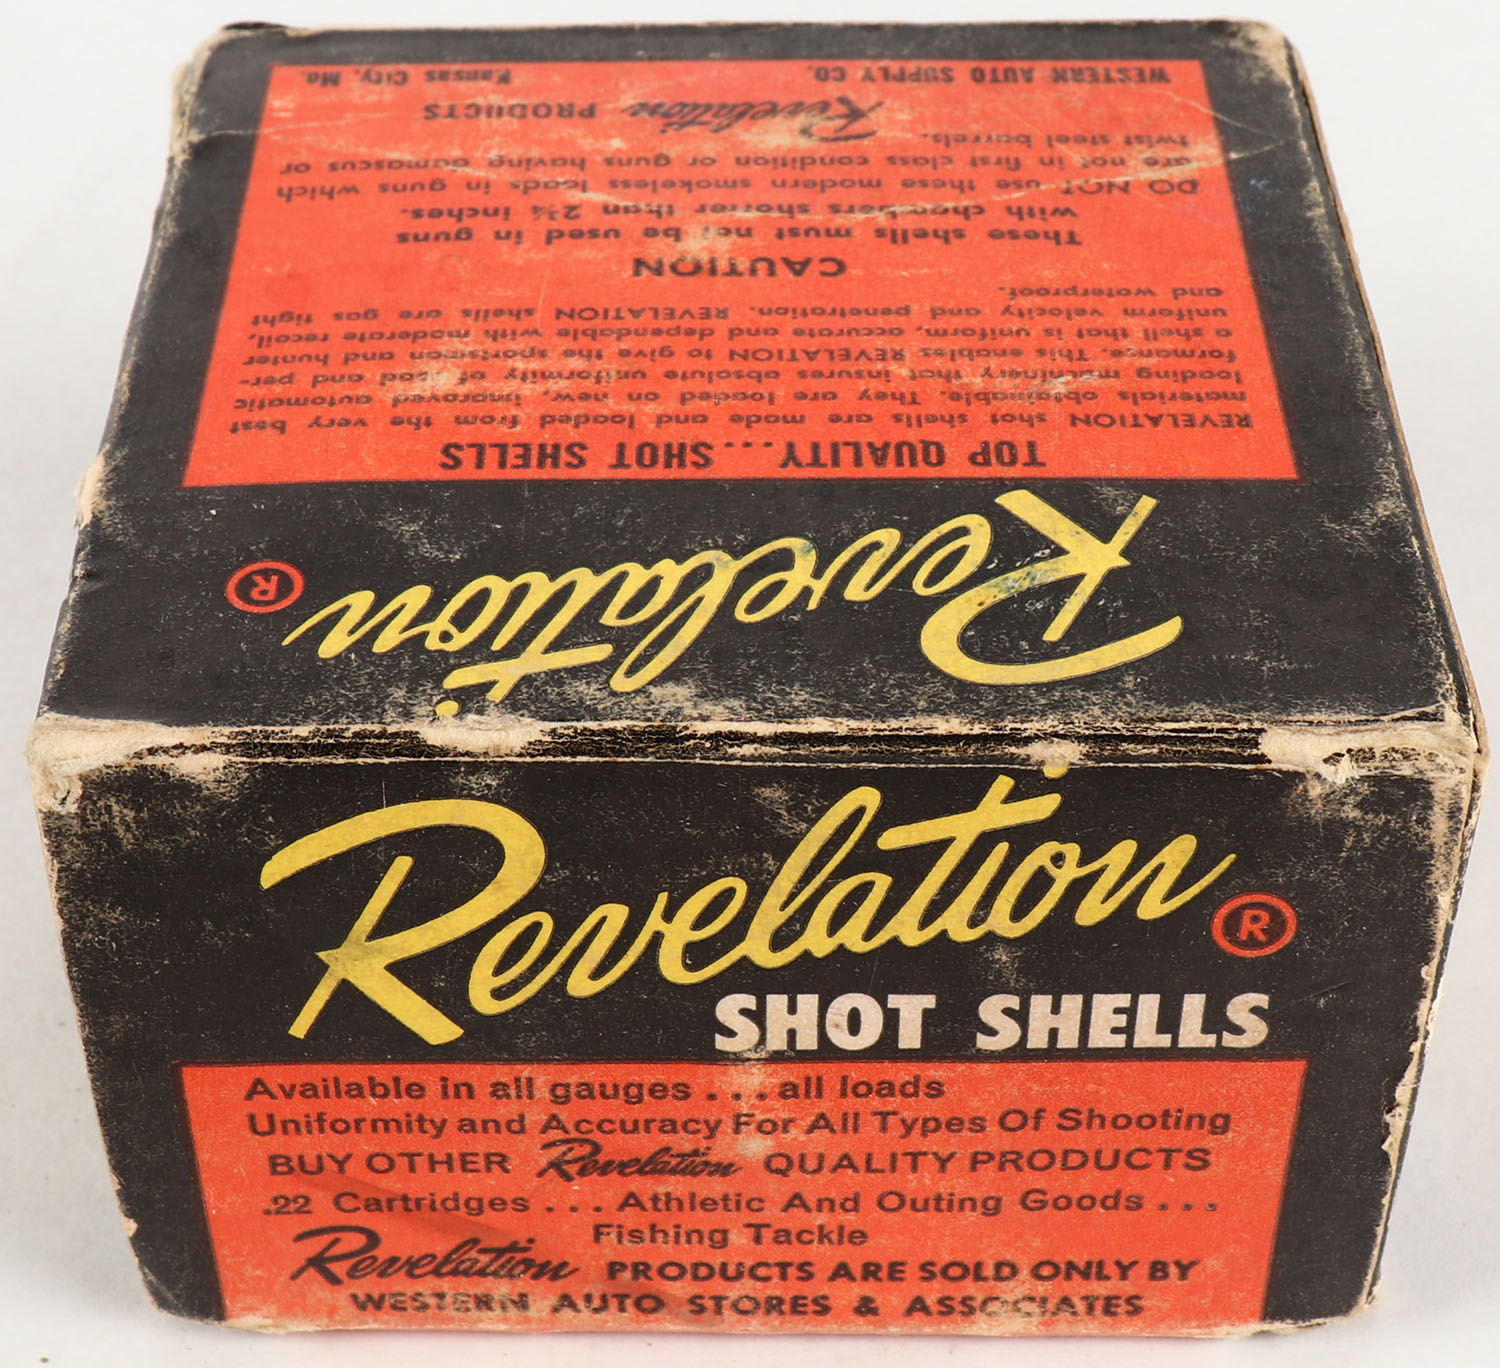 Revelation ®
TOP QUALITY...SHOT SHELLS
REVELATION shot shells are made and loaded from the very best
materials obtainable. They are loaded on new, improved automatic
loading machinery that insures absolute uniformity of load and per-
formance. This enables REVELATION to give the sportsman and hunter
a shell that is uniform, accurate and dependable with moderate recoil,
uniform velocity and penetration. REVELATION shells are gas tight
and waterproof.
CAUTION
These shells must not be used in guns
with chambers shorter than 2¾ inches.
DO NOT use these modern smokeless loads in guns which
are not in first class condition or guns having damascus or
twist steel barrels.
Revelation PRODUCTS
WESTERN AUTO SUPPLY CO. Kansas City, Mo.
Revelation ®
SHOT SHELLS
Available in all gauges ... all loads
Uniformity and Accuracy For All Types Of Shooting
BUY OTHER Revelation QUALITY PRODUCTS
.22 Cartridges ... Athletic And Outing Goods ...
Fishing Tackle
Revelation PRODUCTS ARE SOLD ONLY BY
WESTERN AUTO STORES & ASSOCIATES